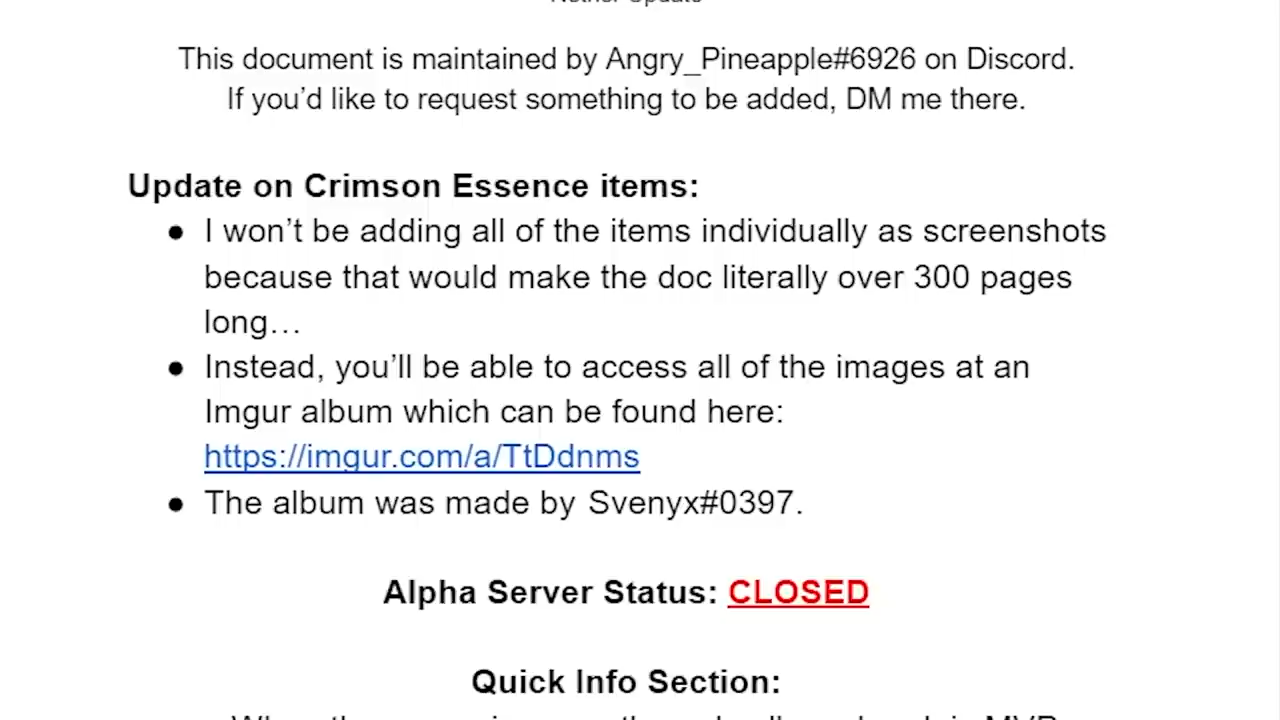 Nether Update
This document is maintained by Angry_Pineapple#6926 on Discord.
If you’d like to request something to be added, DM me there.
Update on Crimson Essence items:
● I won’t be adding all of the items individually as screenshots
because that would make the doc literally over 300 pages
long…
● Instead, you’ll be able to access all of the images at an
Imgur album which can be found here:
https://imgur.com/a/TtDdnms
● The album was made by Svenyx#0397.
Alpha Server Status: CLOSED
Quick Info Section: